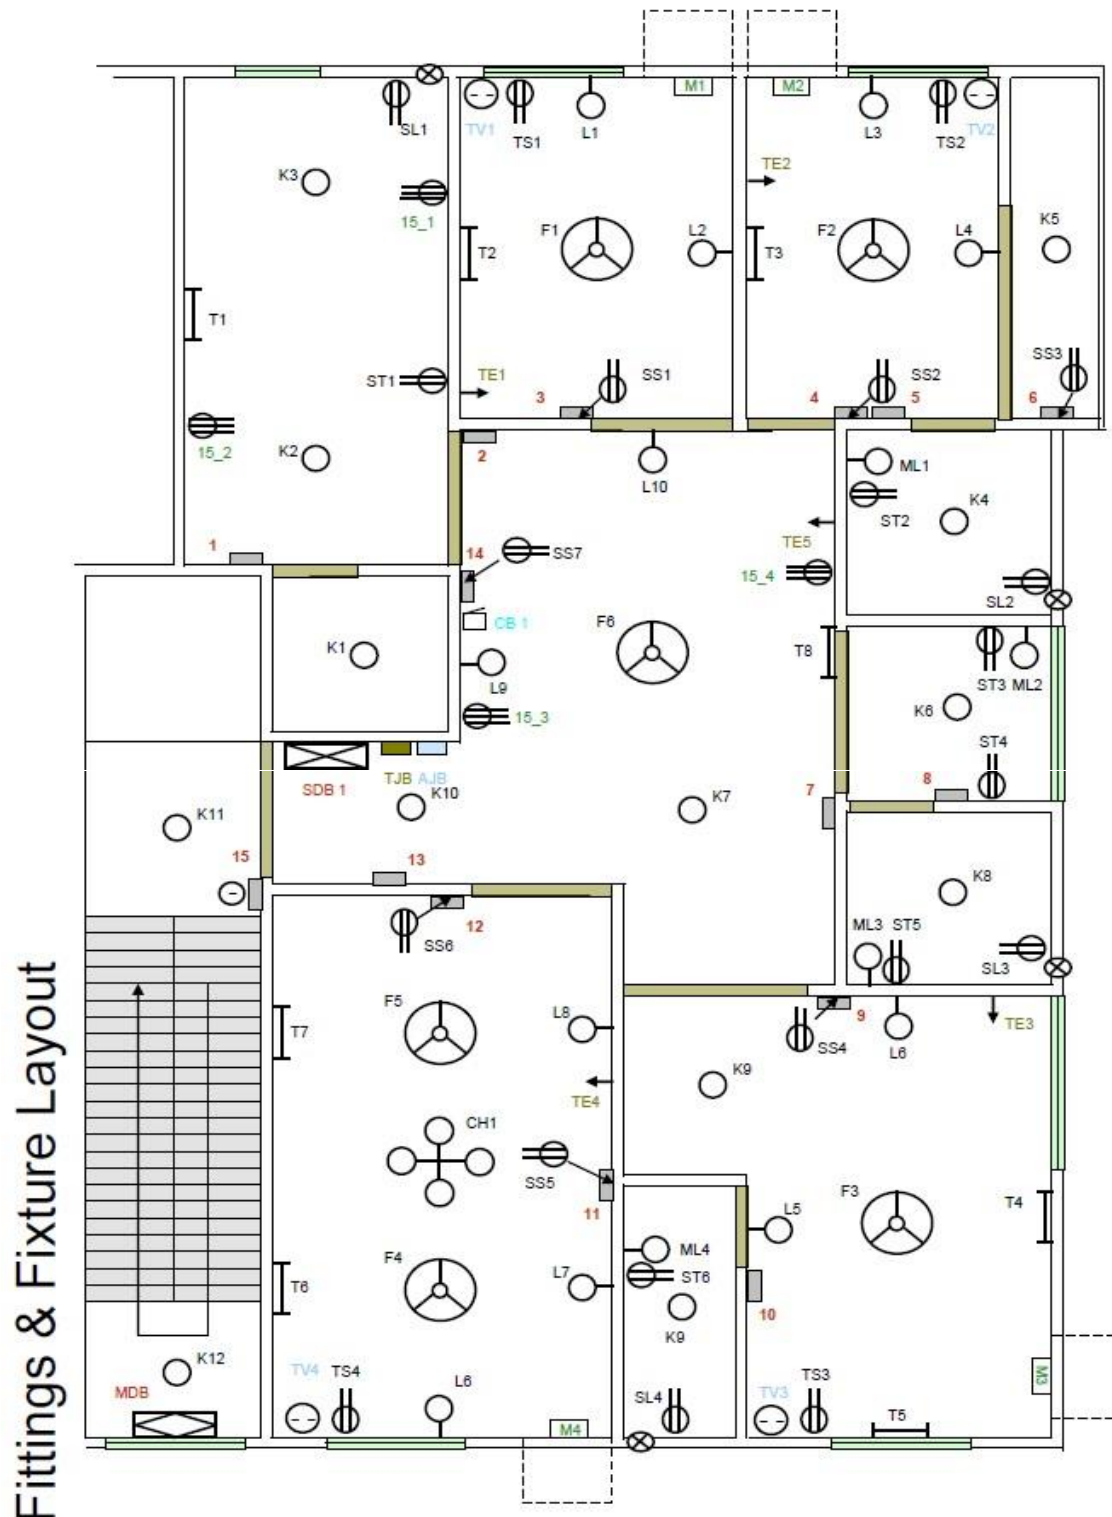 M1 M2
TV1 TS1 L1 L3 TS2 TV2
SL1
K3 TE2
15_1 F1 L2 F2 L4 K5
T2 T3
T1
SS3
ST1 TE1 SS1 SS2
3 4 5 6
15_2 K2 2 L10 ML1
K4
ST2
1 14 SS7 TE5
15_4 SL2
CB 1 F6
K1 T8
L9 ST3 ML2
15_3 K6
ST4
SDB 1 TJB AJB 7 8
K10 K7
K11
15 13 K8
12 ML3 ST5
SS6 SL3
F5 L8 9
T7 SS4 L6 TE3
K9
TE4
CH1
SS5
11 L5 T4
F3
F4 L7 ML4
T6 ST6
10
K9
K12 TV4 TS4 L6 TV3 TS3 M3
MDB SL4
M4 T5
Fittings & Fixture Layout